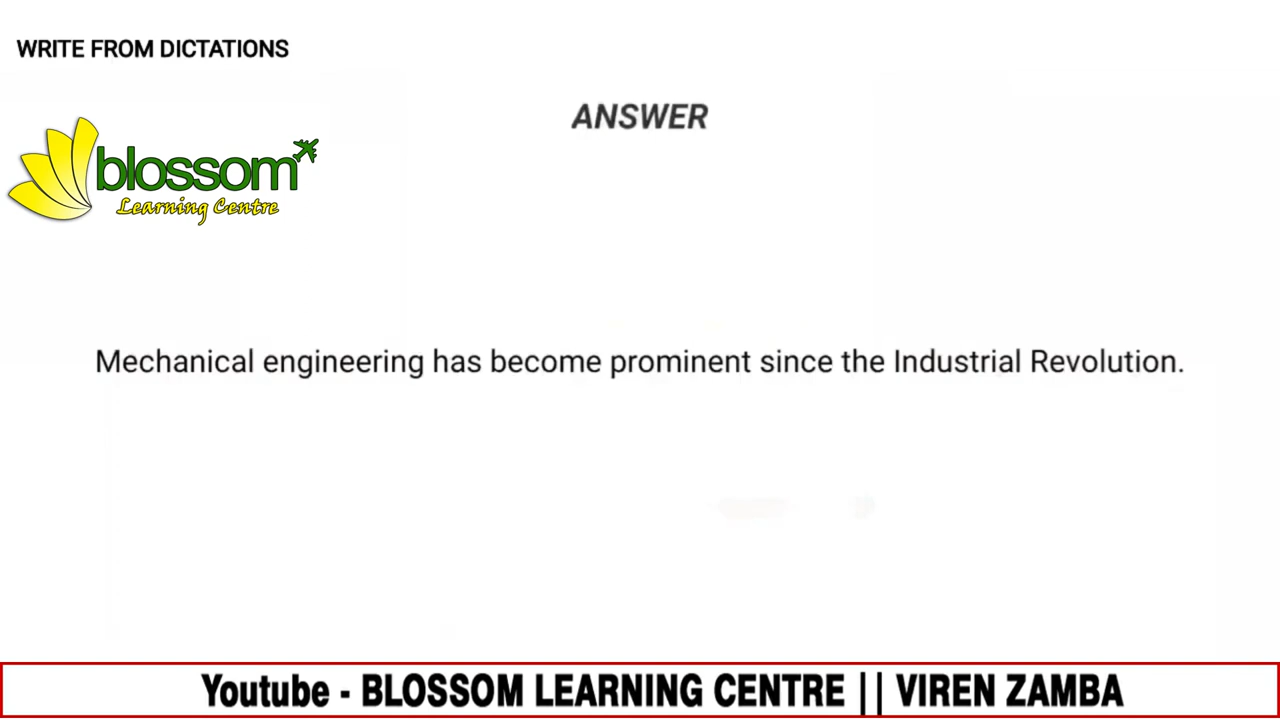 WRITE FROM DICTATIONS
ANSWER
blossom
Learning Centre
Mechanical engineering has become prominent since the Industrial Revolution.
Youtube - BLOSSOM LEARNING CENTRE || VIREN ZAMBA